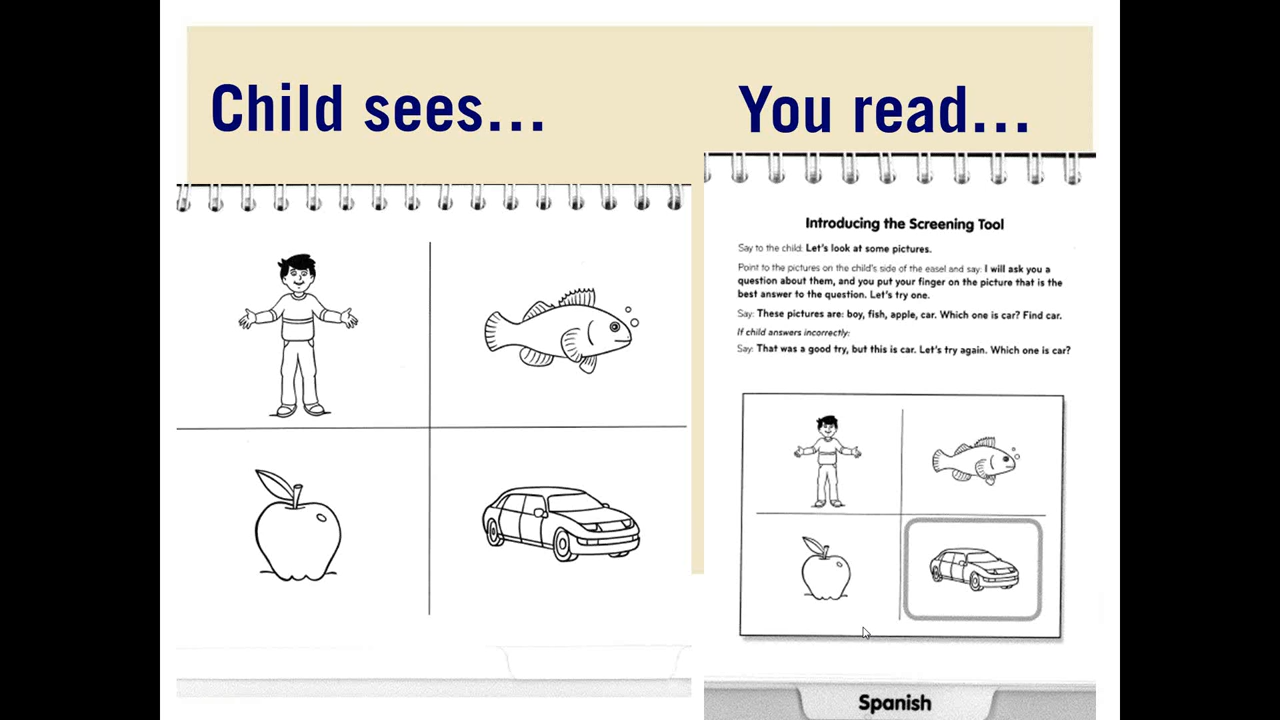 Child sees...
You read...
Introducing the Screening Tool
Say to the child: Let's look at some pictures.
Point to the pictures on the child's side of the easel and say: I will ask you a
question about them, and you put your finger on the picture that is the
best answer to the question. Let's try one.
Say: These pictures are: boy, fish, apple, car. Which one is car? Find car.
If child answers incorrectly:
Say: That was a good try, but this is car. Let's try again. Which one is car?
Spanish